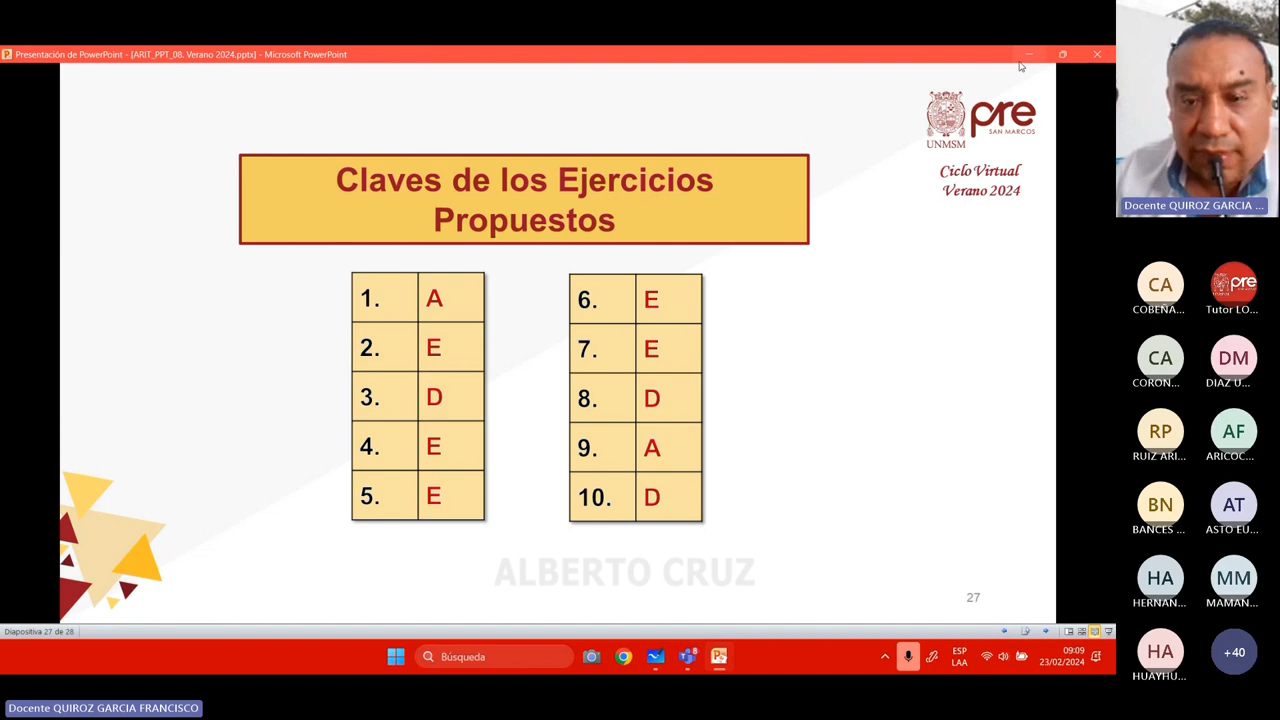 Presentación de PowerPoint - [ARIT_PPT_08. Verano 2024.pptx] - Microsoft PowerPoint
UNMSM
pre
SAN MARCOS
Ciclo Virtual
Verano 2024
Claves de los Ejercicios
Propuestos
1. A
2. E
3. D
4. E
5. E
6. E
7. E
8. D
9. A
10. D
ALBERTO CRUZ
27
Diapositiva 27 de 28
Búsqueda
8
ESP
LAA
09:09
23/02/2024
Docente QUIROZ GARCIA FRANCISCO
Docente QUIROZ GARCIA ...
CA
COBEÑA...
pre
Tutor LO...
CA
CORON...
DM
DIAZ U...
RP
RUIZ ARI...
AF
ARICOC...
BN
BANCES ...
AT
ASTO EU...
HA
HERNAN...
MM
MAMAN...
HA
HUAYHU...
+40